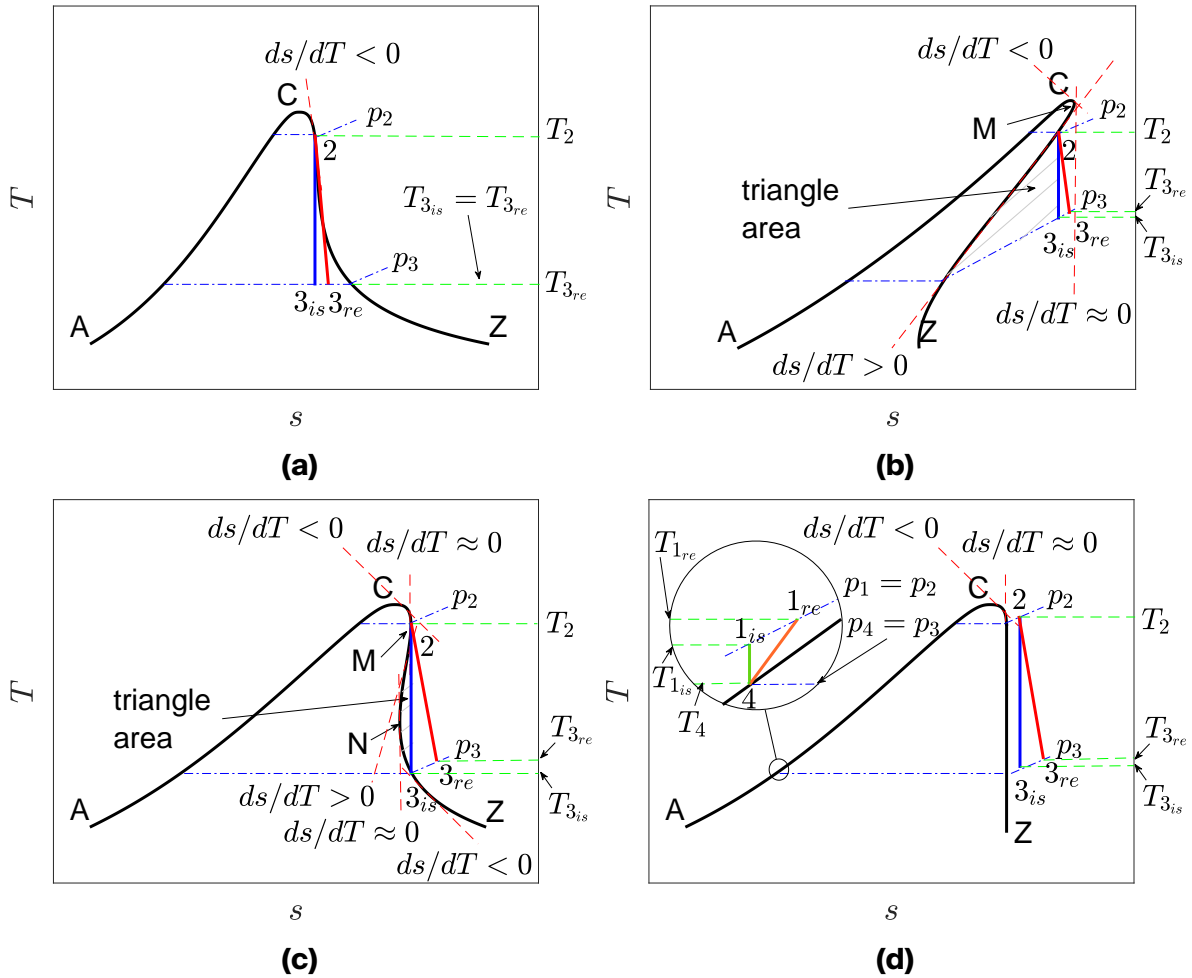 ds/dT < 0
C
p₂
T₂
2
T₃ᵢₛ = T₃ᵣₑ
T
p₃
3ᵢₛ 3ᵣₑ
T₃ᵣₑ
A
Z
s
(a)
ds/dT < 0
C
p₂
M
T₂
2
triangle
area
T₃ᵣₑ
p₃
T
3ᵢₛ 3ᵣₑ
T₃ᵢₛ
A
Z
ds/dT ≈ 0
ds/dT > 0
s
(b)
ds/dT < 0
ds/dT ≈ 0
C
p₂
T₂
2
M
triangle
area
T
N
T₃ᵣₑ
p₃
3ᵣₑ
3ᵢₛ
T₃ᵢₛ
ds/dT > 0
A
Z
ds/dT ≈ 0
ds/dT < 0
s
(c)
ds/dT < 0
ds/dT ≈ 0
T₁ᵣₑ
C
p₁ = p₂
2
p₂
1ᵣₑ
T₂
1ᵢₛ
p₄ = p₃
T₁ᵢₛ
4
T₄
T
T₃ᵣₑ
p₃
3ᵣₑ
3ᵢₛ
T₃ᵢₛ
A
Z
s
(d)